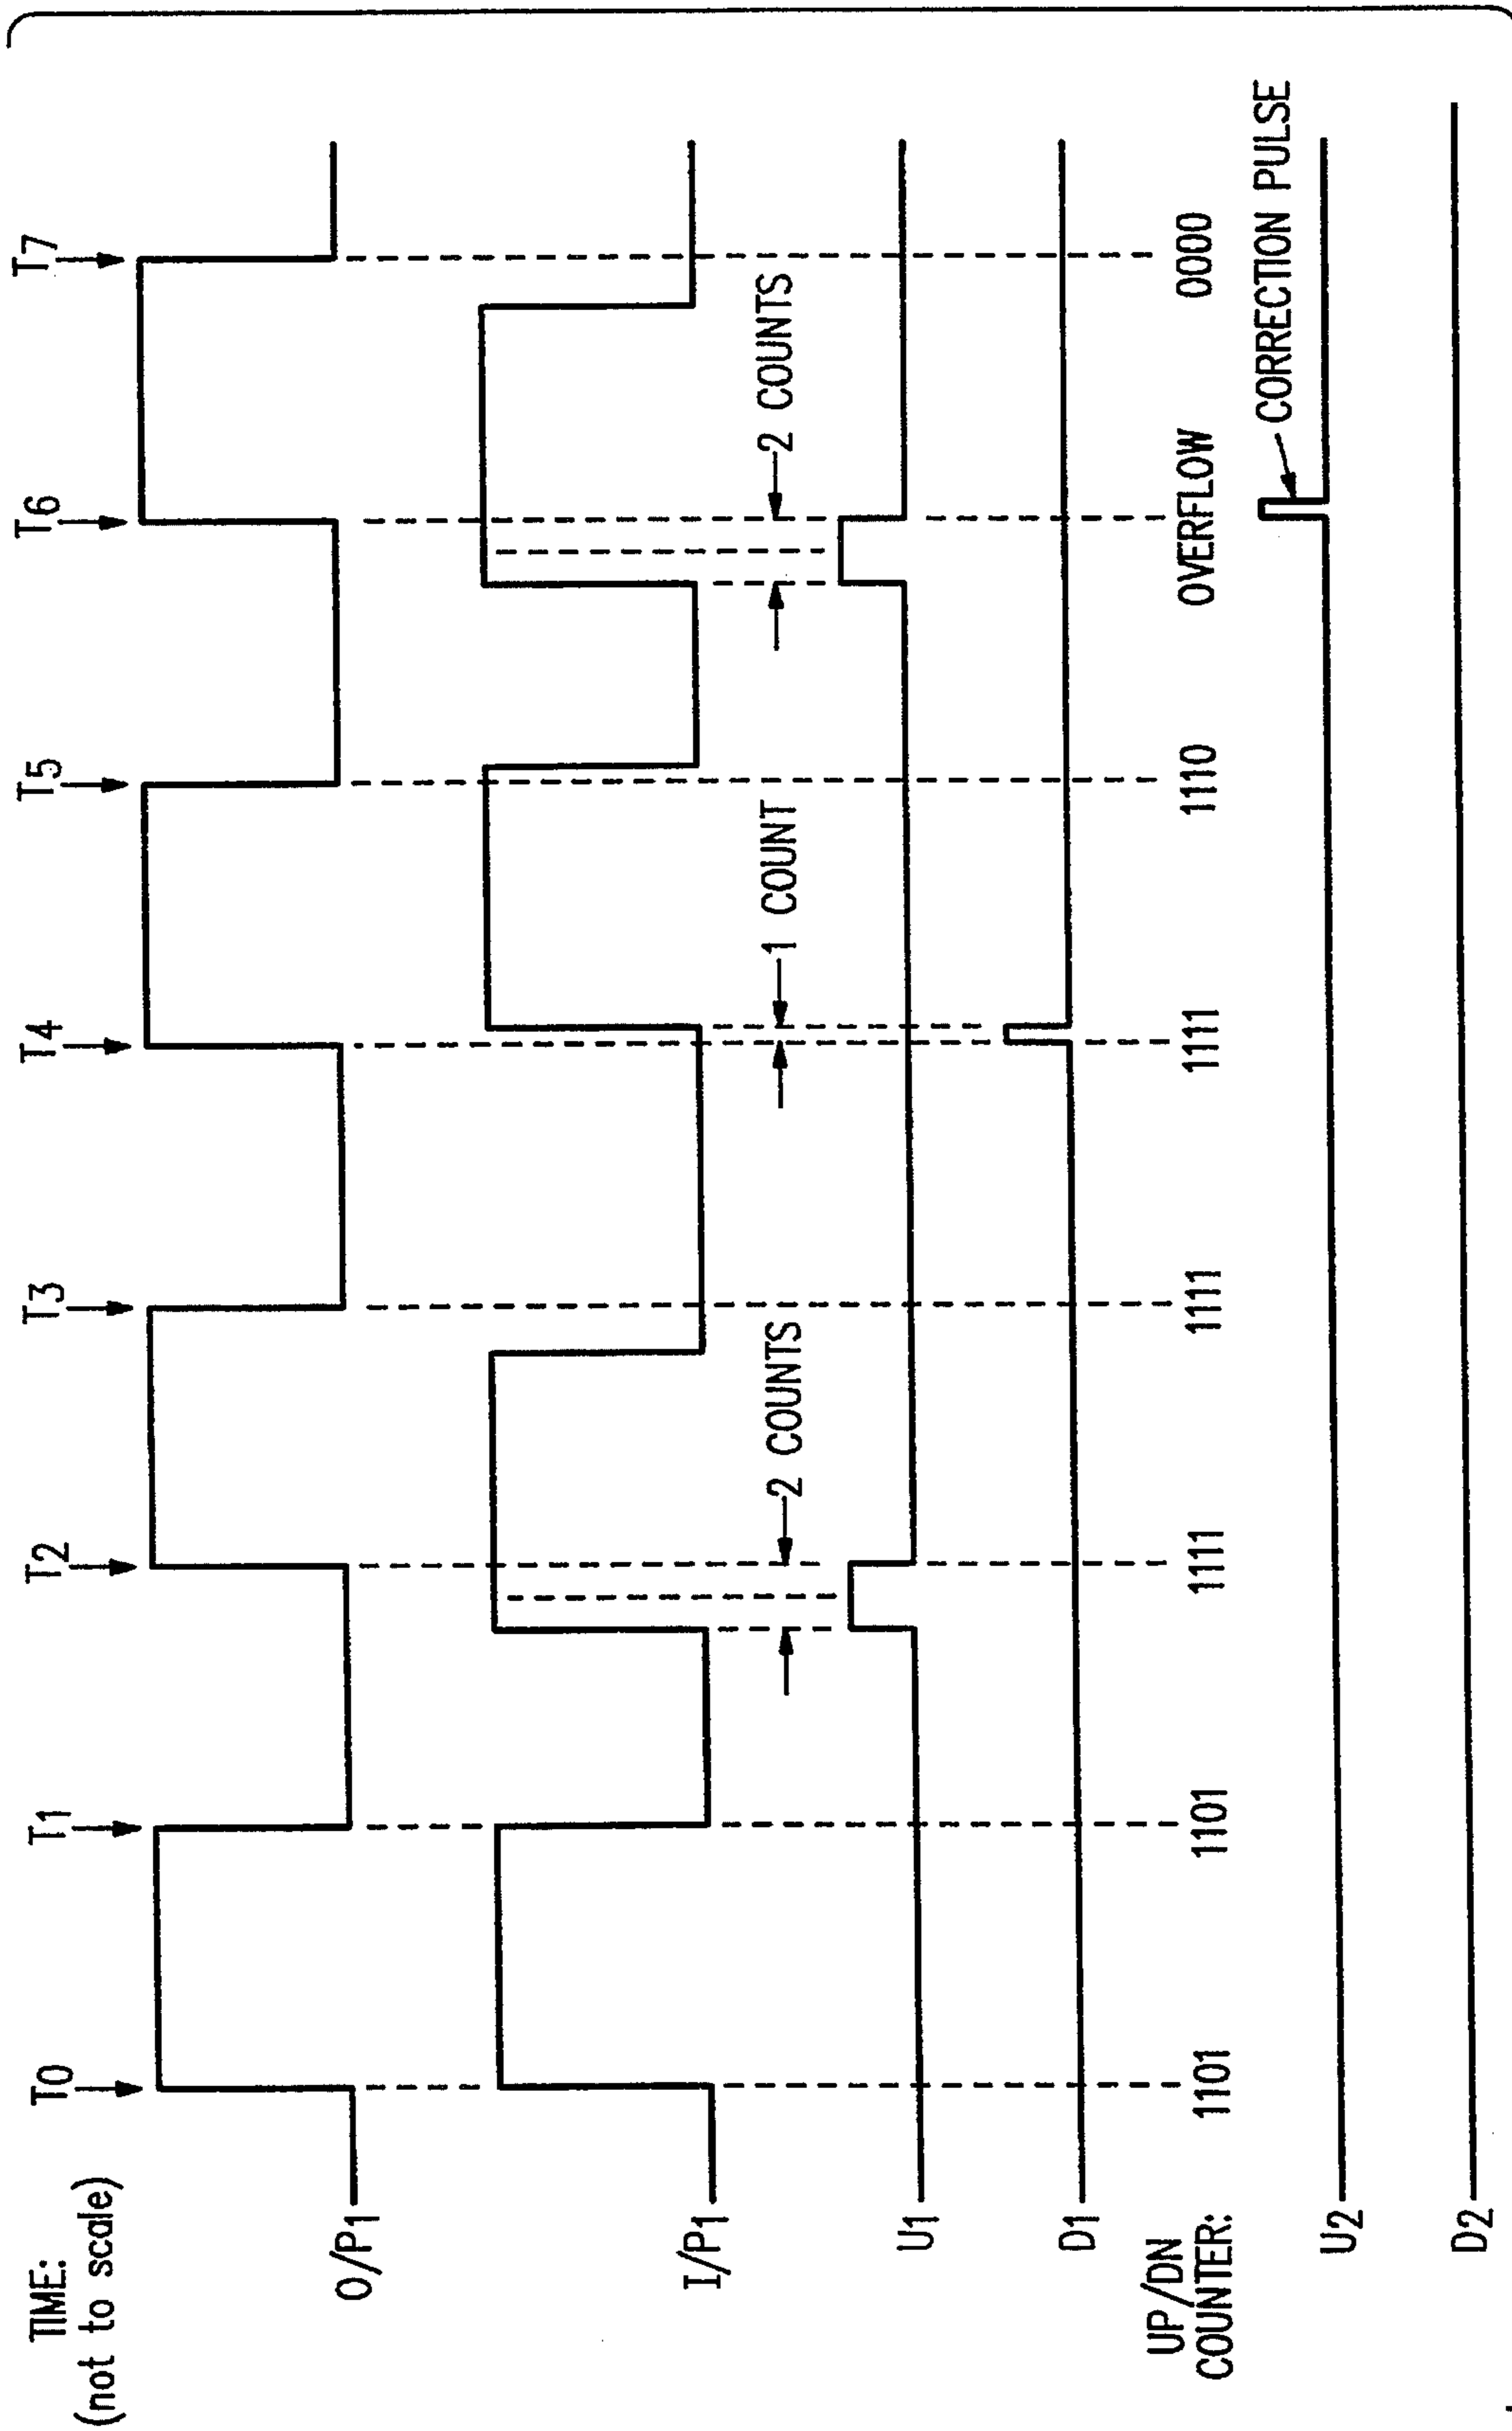 TIME:
(not to scale)
T0 T1 T2 T3 T4 T5 T6 T7
O/P1
I/P1
2 COUNTS 1 COUNT 2 COUNTS
U1
D1
UP/DN
COUNTER:
1101 1101 1111 1111 1111 1110 OVERFLOW 0000
U2
CORRECTION PULSE
D2